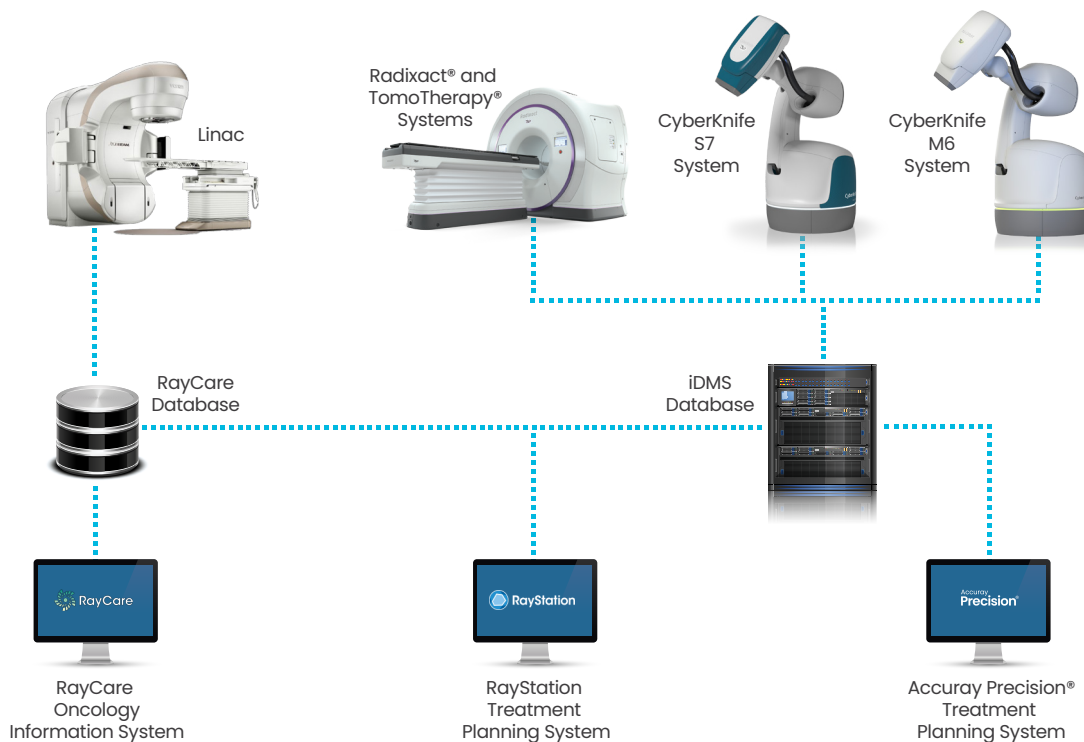 Linac
Radixact® and
TomoTherapy®
Systems
CyberKnife
S7
System
CyberKnife
M6
System
RayCare
Database
iDMS
Database
RayCare
RayStation
Accuray
Precision®
RayCare
Oncology
Information System
RayStation
Treatment
Planning System
Accuray Precision®
Treatment
Planning System